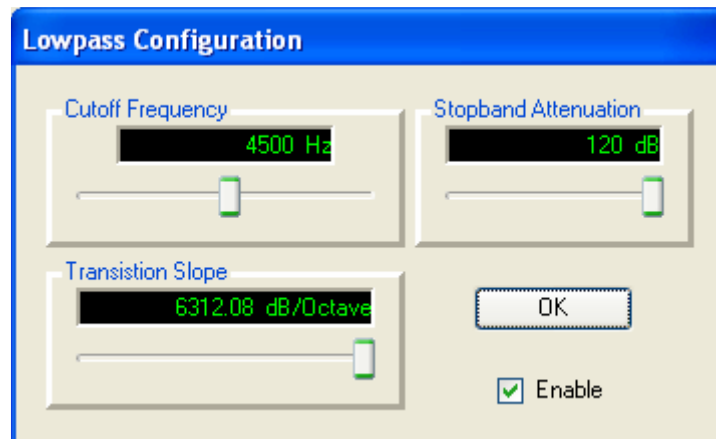 Lowpass Configuration
Cutoff Frequency
4500 Hz
Stopband Attenuation
120 dB
Transistion Slope
6312.08 dB/Octave
OK
Enable